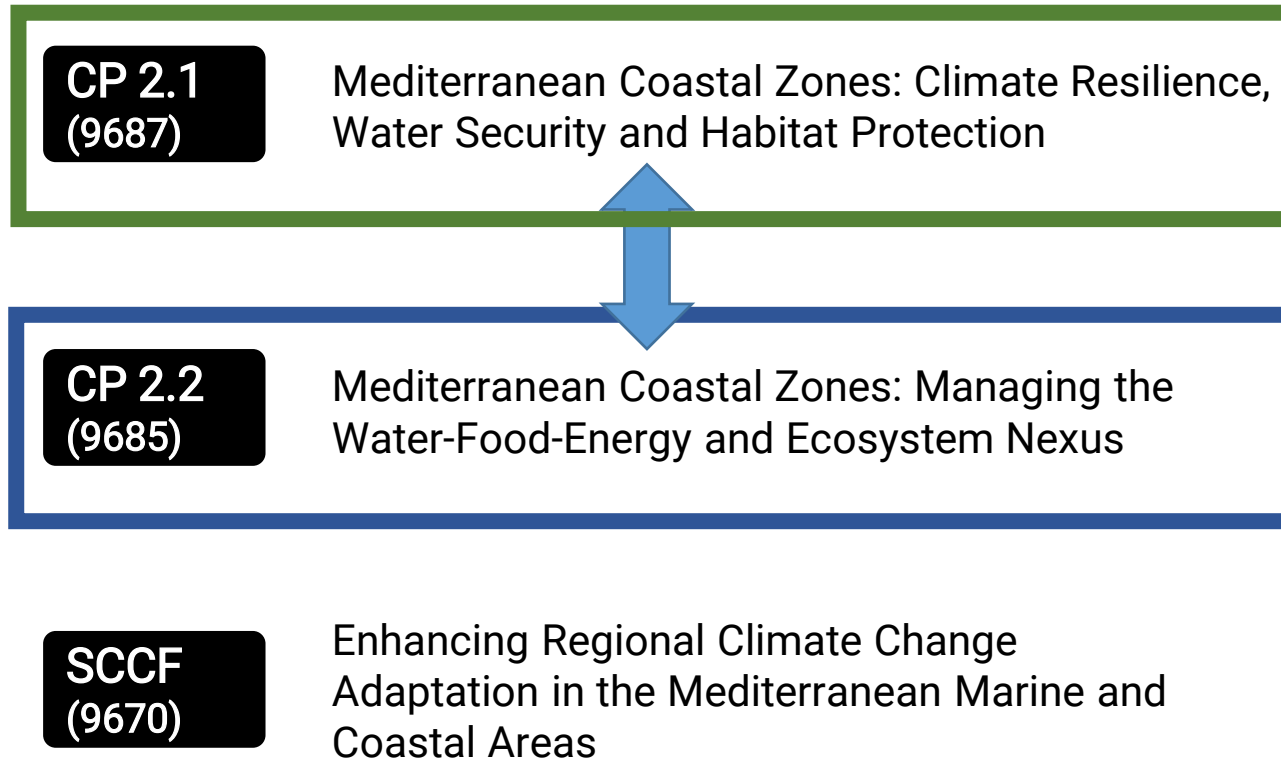 CP 2.1
(9687)
Mediterranean Coastal Zones: Climate Resilience,
Water Security and Habitat Protection
CP 2.2
(9685)
Mediterranean Coastal Zones: Managing the
Water-Food-Energy and Ecosystem Nexus
SCCF
(9670)
Enhancing Regional Climate Change
Adaptation in the Mediterranean Marine and
Coastal Areas